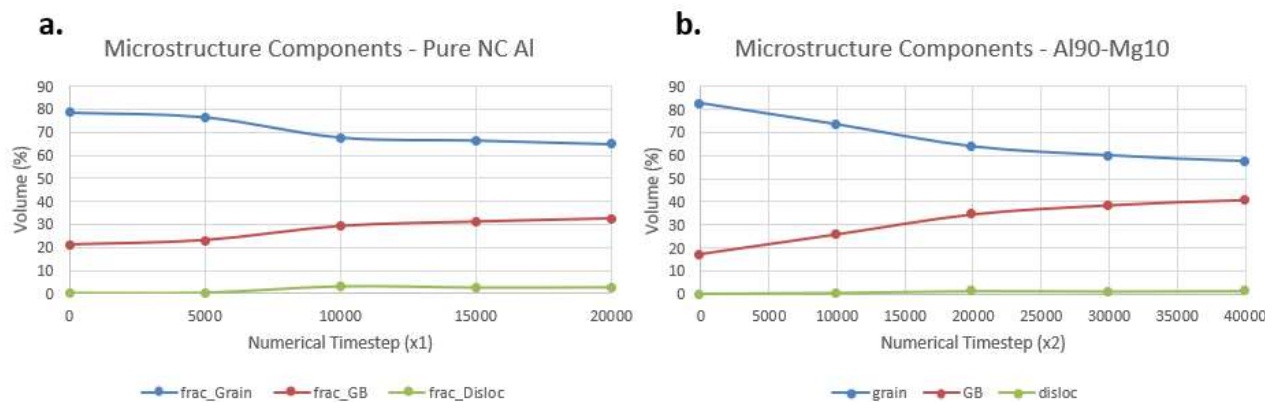 a.
Microstructure Components - Pure NC Al
90
80
70
60
50
40
30
20
10
0
Volume (%)
0 5000 10000 15000 20000
Numerical Timestep (x1)
frac_Grain frac_GB frac_Disloc
b.
Microstructure Components - Al90-Mg10
90
80
70
60
50
40
30
20
10
0
Volume (%)
0 5000 10000 15000 20000 25000 30000 35000 40000
Numerical Timestep (x2)
grain GB disloc